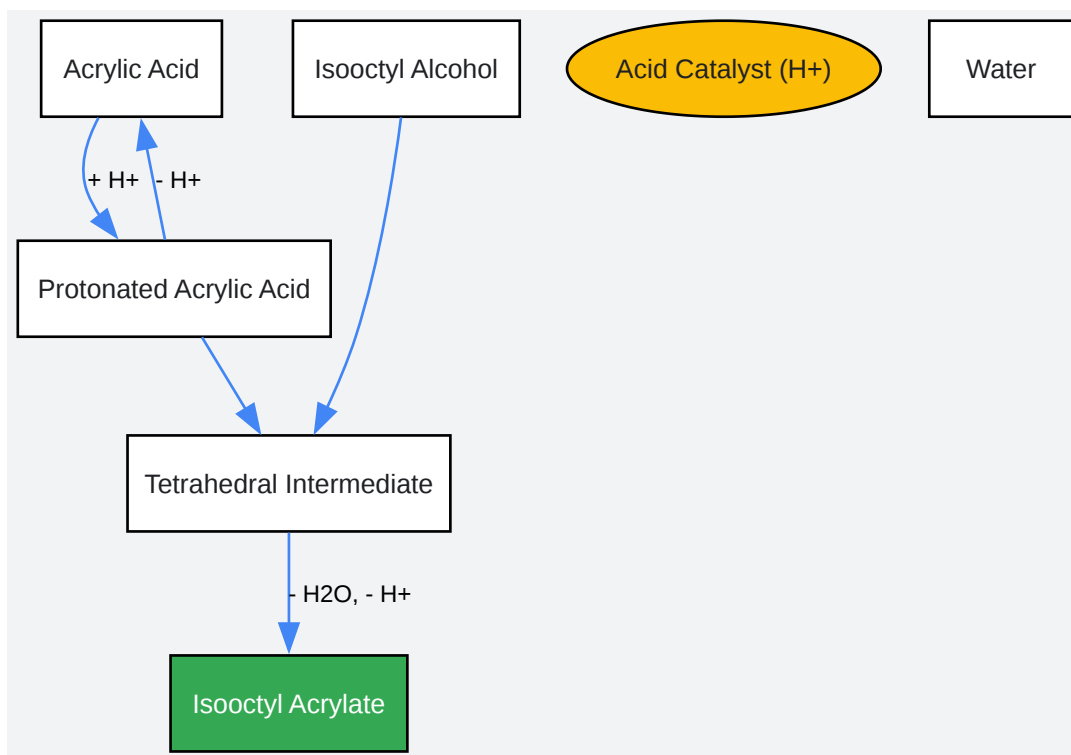 Acrylic Acid
Isooctyl Alcohol
Acid Catalyst (H+)
Water
+ H+
- H+
Protonated Acrylic Acid
Tetrahedral Intermediate
- H2O, - H+
Isooctyl Acrylate